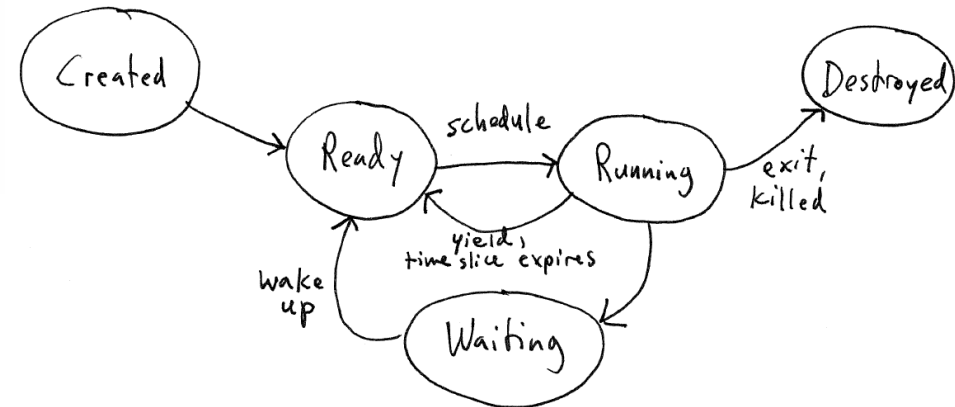 Created
Destroyed
schedule
Ready
Running
exit,
killed
yield,
time slice expires
wake
up
Waiting